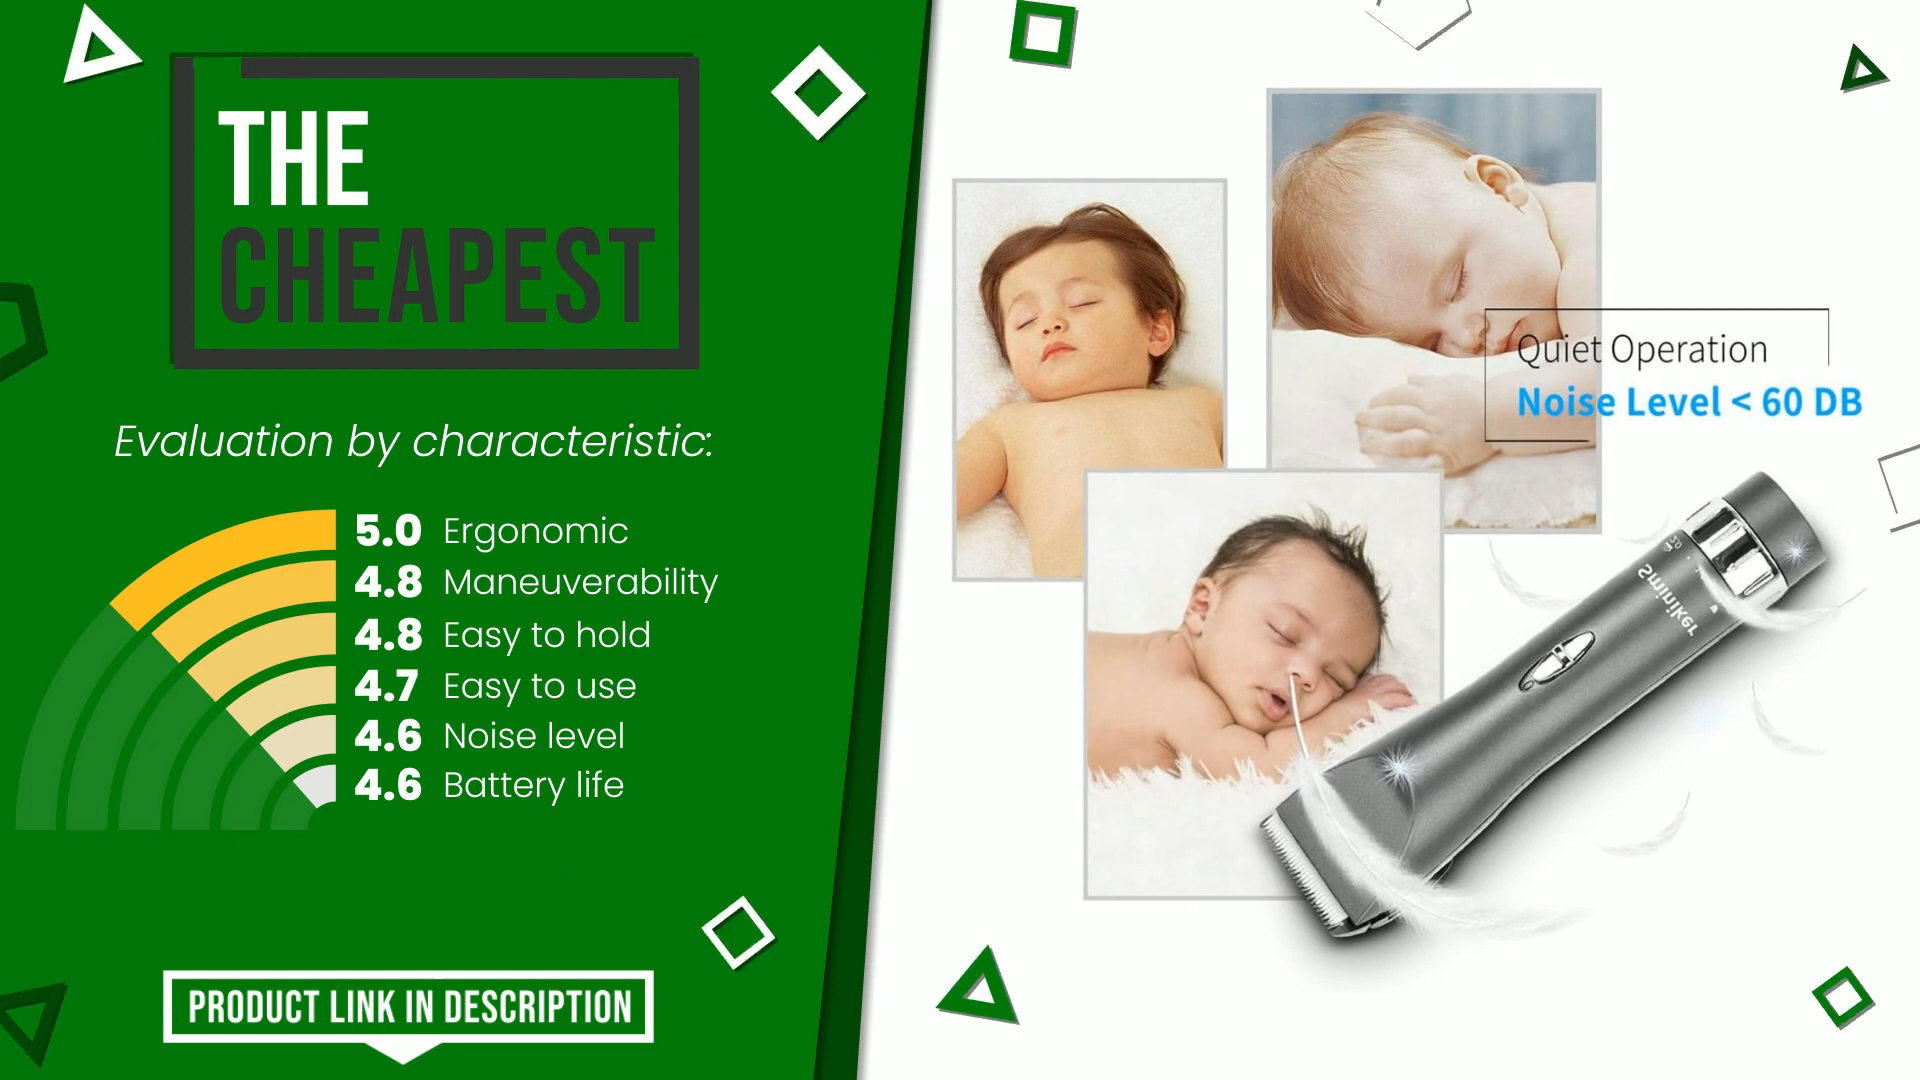 THE
CHEAPEST
Evaluation by characteristic:
5.0 Ergonomic
4.8 Maneuverability
4.8 Easy to hold
4.7 Easy to use
4.6 Noise level
4.6 Battery life
PRODUCT LINK IN DESCRIPTION
Quiet Operation
Noise Level < 60 DB
Sminiker